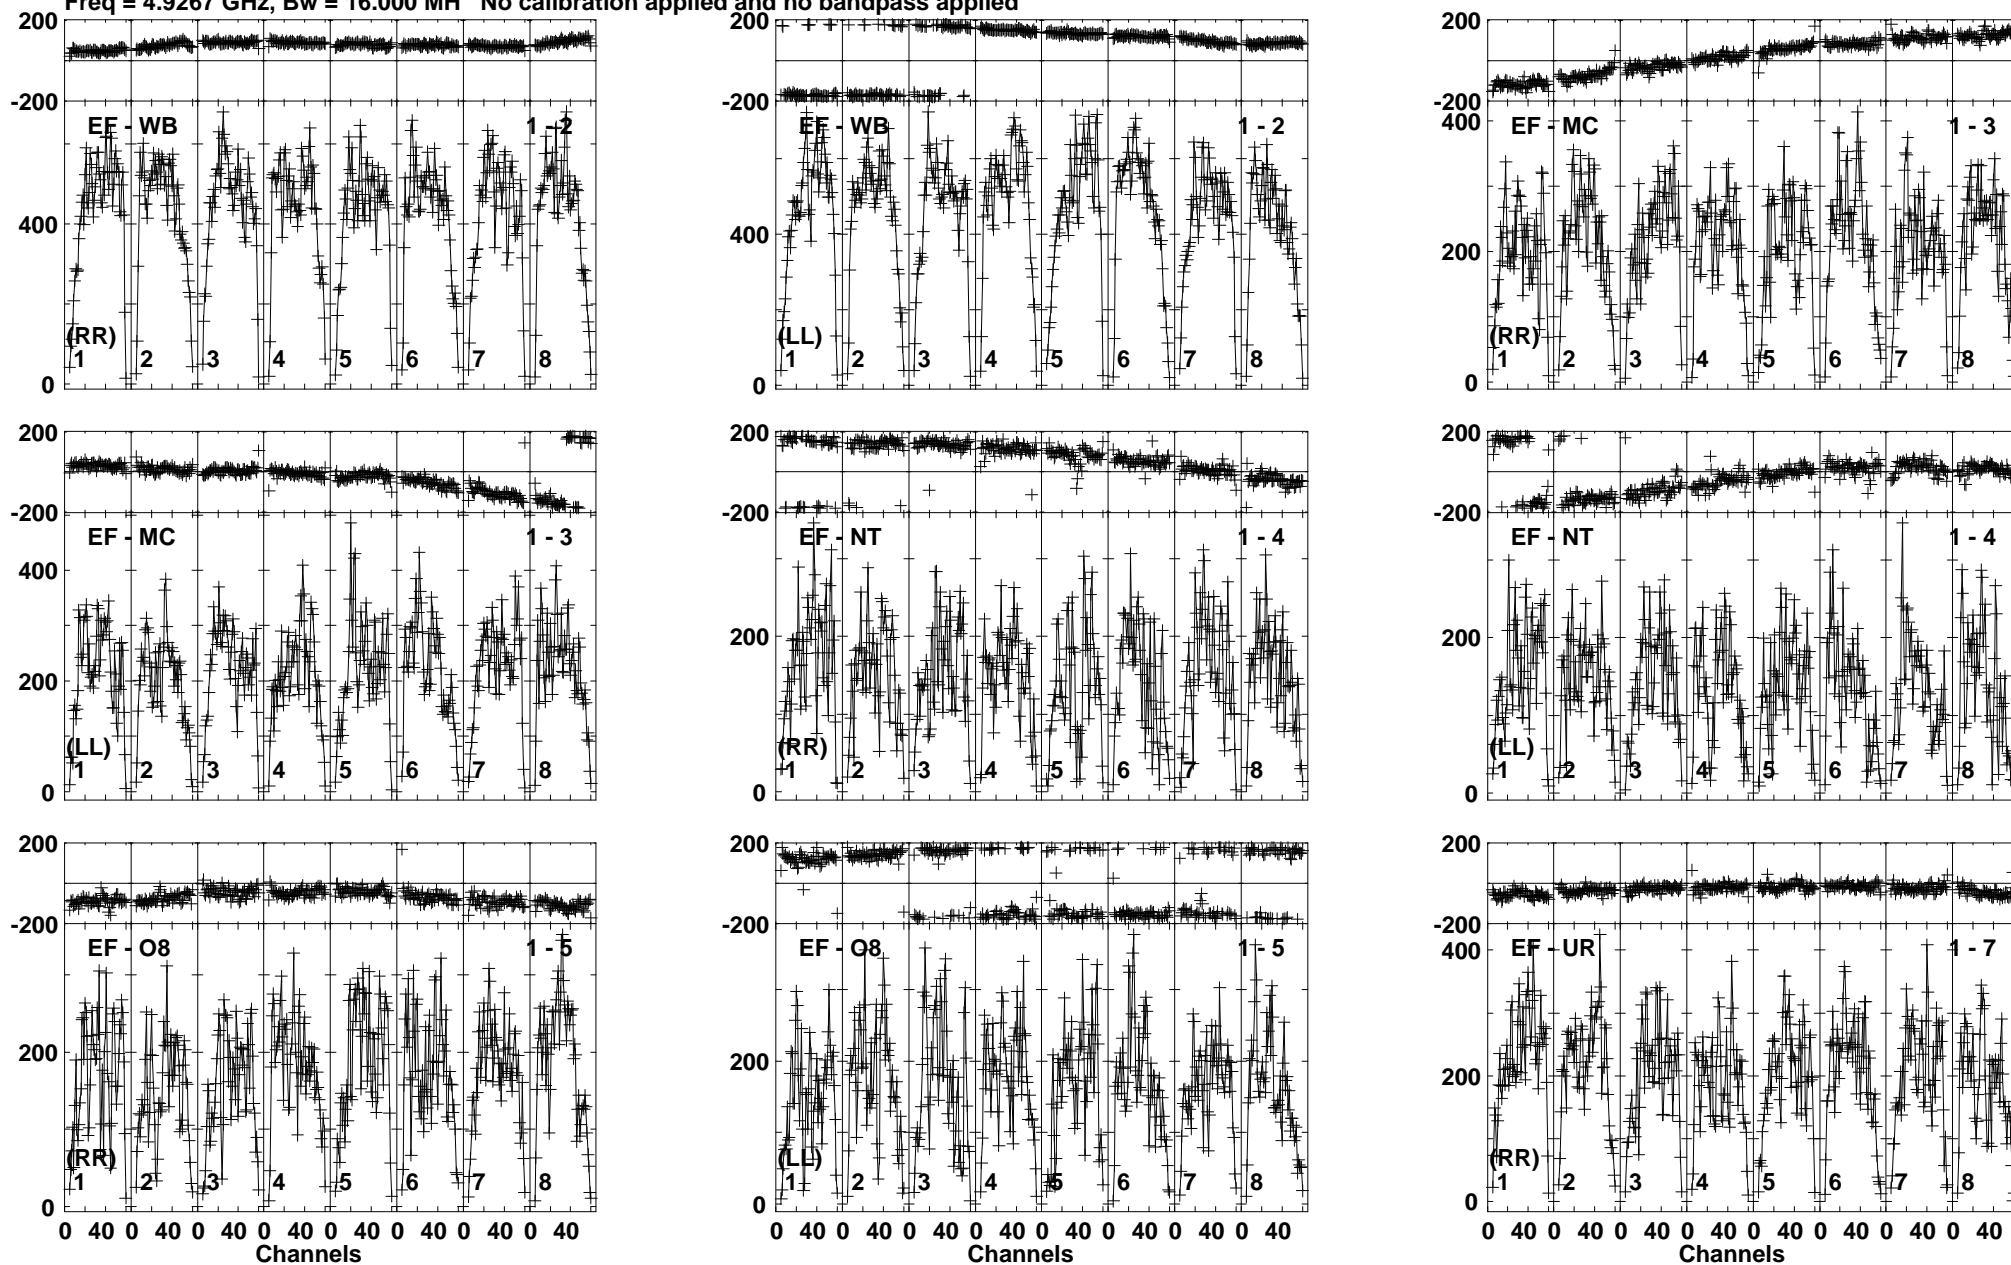 Freq = 4.9267 GHz, Bw = 16.000 MH No calibration applied and no bandpass applied
200 200 200
-200 -200 -200
EF - WB 1 - 2 EF - WB 1 - 2 400 EF - MC 1 - 3
400 400 200
(RR) (LL) (RR)
1 2 3 4 5 6 7 8 1 2 3 4 5 6 7 8 1 2 3 4 5 6 7 8
0 0 0
200 200 200
-200 -200 -200
EF - MC 1 - 3 EF - NT 1 - 4 EF - NT 1 - 4
400
200 200 200
(LL) (RR) (LL)
1 2 3 4 5 6 7 8 1 2 3 4 5 6 7 8 1 2 3 4 5 6 7 8
0 0 0
200 200 200
-200 -200 -200
EF - O8 1 - 5 EF - O8 1 - 5 400 EF - UR 1 - 7
200 200 200
(RR) (LL) (RR)
1 2 3 4 5 6 7 8 1 2 3 4 5 6 7 8 1 2 3 4 5 6 7 8
0 0 0
0 40 0 40 0 40 0 40 0 40 0 40 0 40 0 40 0 40 0 40 0 40 0 40 0 40 0 40 0 40 0 40 0 40 0 40 0 40 0 40 0 40 0 40 0 40 0 40
Channels Channels Channels